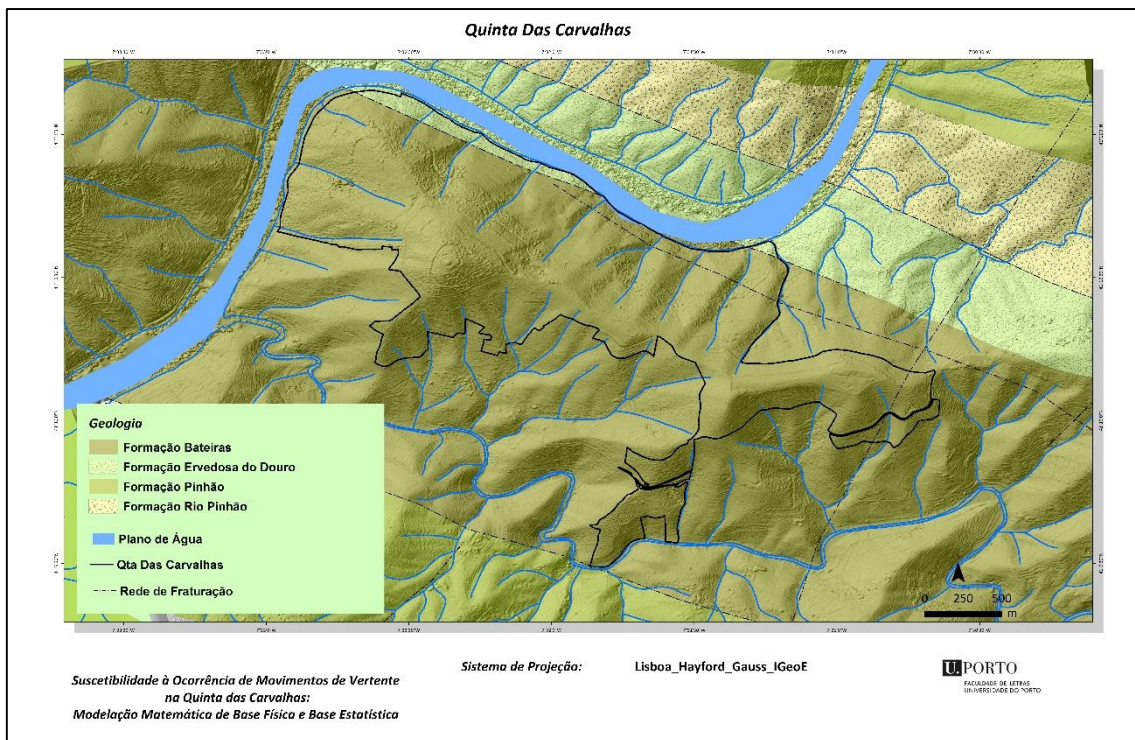 Quinta Das Carvalhas
Geologia
Formação Bateiras
Formação Ervedosa do Douro
Formação Pinhão
Formação Rio Pinhão
Plano de Água
Qta Das Carvalhas
Rede de Fraturação
0 250 500
m
Suscetibilidade à Ocorrência de Movimentos de Vertente
na Quinta das Carvalhas:
Modelação Matemática de Base Física e Base Estatística
Sistema de Projeção: Lisboa_Hayford_Gauss_IGeoE
U. PORTO
FACULDADE DE LETRAS
UNIVERSIDADE DO PORTO